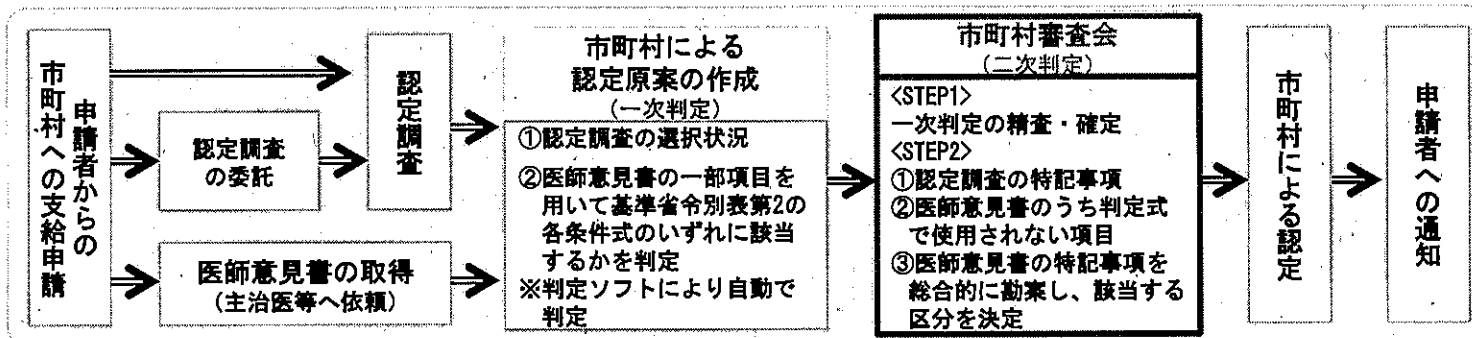 申請者からの
市町村への支給申請
認定調査
の委託
医師意見書の取得
(主治医等へ依頼)
認定調査
市町村による
認定原案の作成
(一次判定)
①認定調査の選択状況
②医師意見書の一部項目を
用いて基準省令別表第2の
各条件式のいずれに該当
するかを判定
※判定ソフトにより自動で
判定
市町村審査会
(二次判定)
<STEP1>
一次判定の精査・確定
<STEP2>
①認定調査の特記事項
②医師意見書のうち判定式
で使用されない項目
③医師意見書の特記事項を
総合的に勘案し、該当する
区分を決定
市町村による認定
申請者への通知